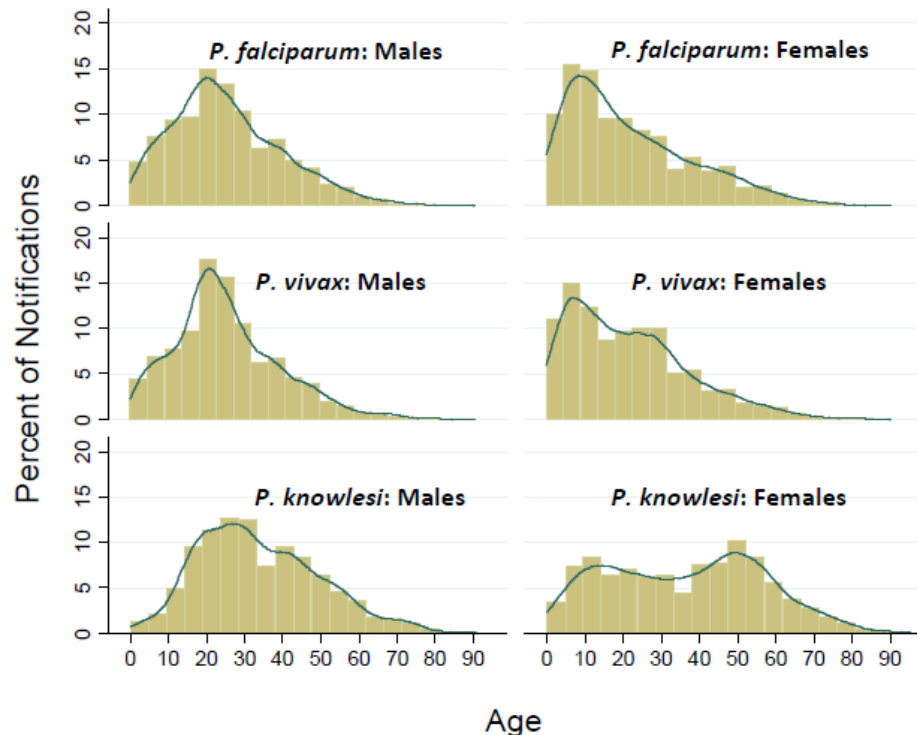 Percent of Notifications
20
15
10
5
0
P. falciparum: Males
P. falciparum: Females
20
15
10
5
0
P. vivax: Males
P. vivax: Females
20
15
10
5
0
P. knowlesi: Males
P. knowlesi: Females
0 10 20 30 40 50 60 70 80 90
0 10 20 30 40 50 60 70 80 90
Age